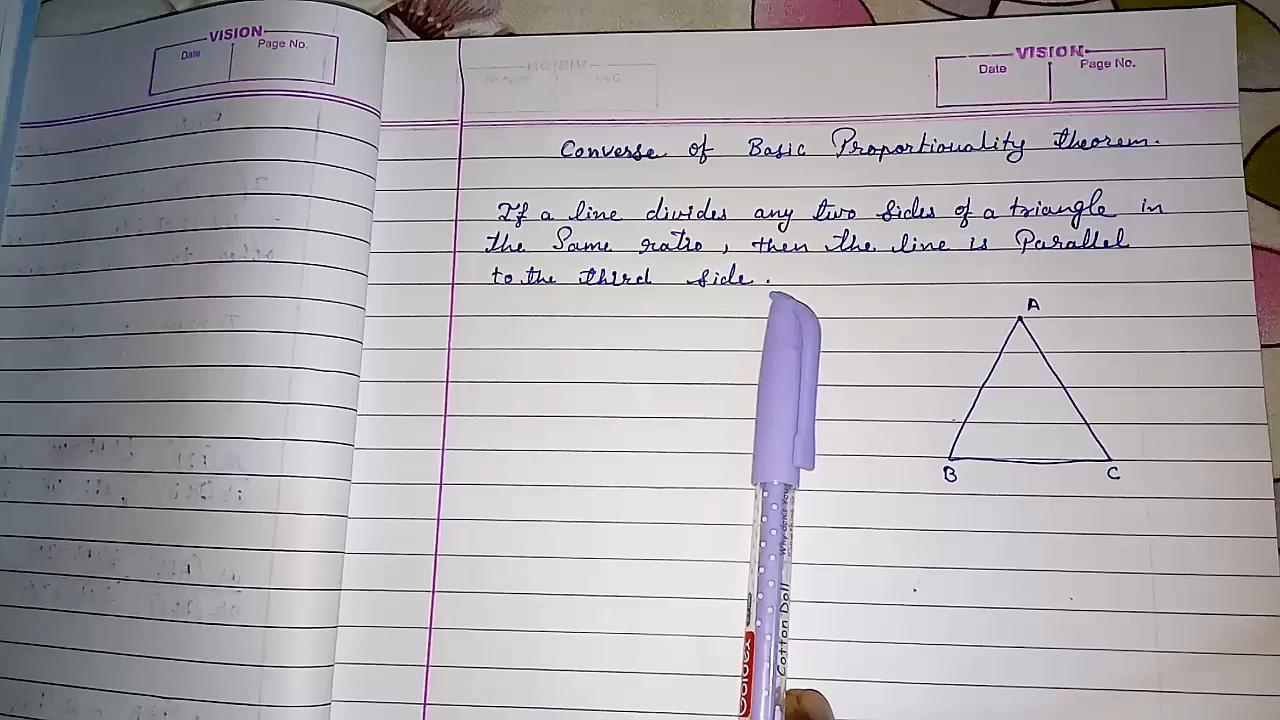 VISION
Date Page No.
VISION
Date Page No.
Converse of Basic Proportionality theorem.
If a line divides any two sides of a triangle in
the Same ratio, then the line is Parallel
to the third side.
A
B C
Cotton Doll